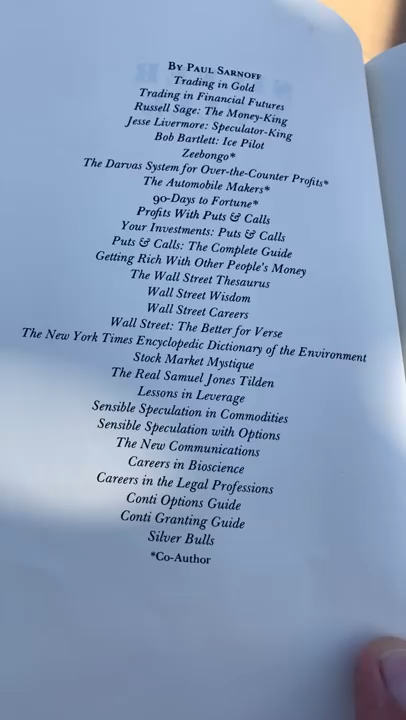 BY PAUL SARNOFF
Trading in Gold
Trading in Financial Futures
Russell Sage: The Money-King
Jesse Livermore: Speculator-King
Bob Bartlett: Ice Pilot
Zeebongo*
The Darvas System for Over-the-Counter Profits*
The Automobile Makers*
90-Days to Fortune*
Profits With Puts & Calls
Your Investments: Puts & Calls
Puts & Calls: The Complete Guide
Getting Rich With Other People's Money
The Wall Street Thesaurus
Wall Street Wisdom
Wall Street Careers
Wall Street: The Better for Verse
The New York Times Encyclopedic Dictionary of the Environment
Stock Market Mystique
The Real Samuel Jones Tilden
Lessons in Leverage
Sensible Speculation in Commodities
Sensible Speculation with Options
The New Communications
Careers in Bioscience
Careers in the Legal Professions
Conti Options Guide
Conti Granting Guide
Silver Bulls
*Co-Author